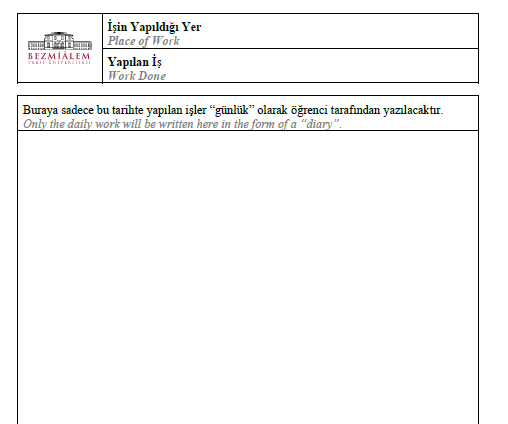 BEZMİÂLEM
VAKIF ÜNİVERSİTESİ
İşin Yapıldığı Yer
Place of Work
Yapılan İş
Work Done
Buraya sadece bu tarihte yapılan işler “günlük” olarak öğrenci tarafından yazılacaktır.
Only the daily work will be written here in the form of a “diary”.